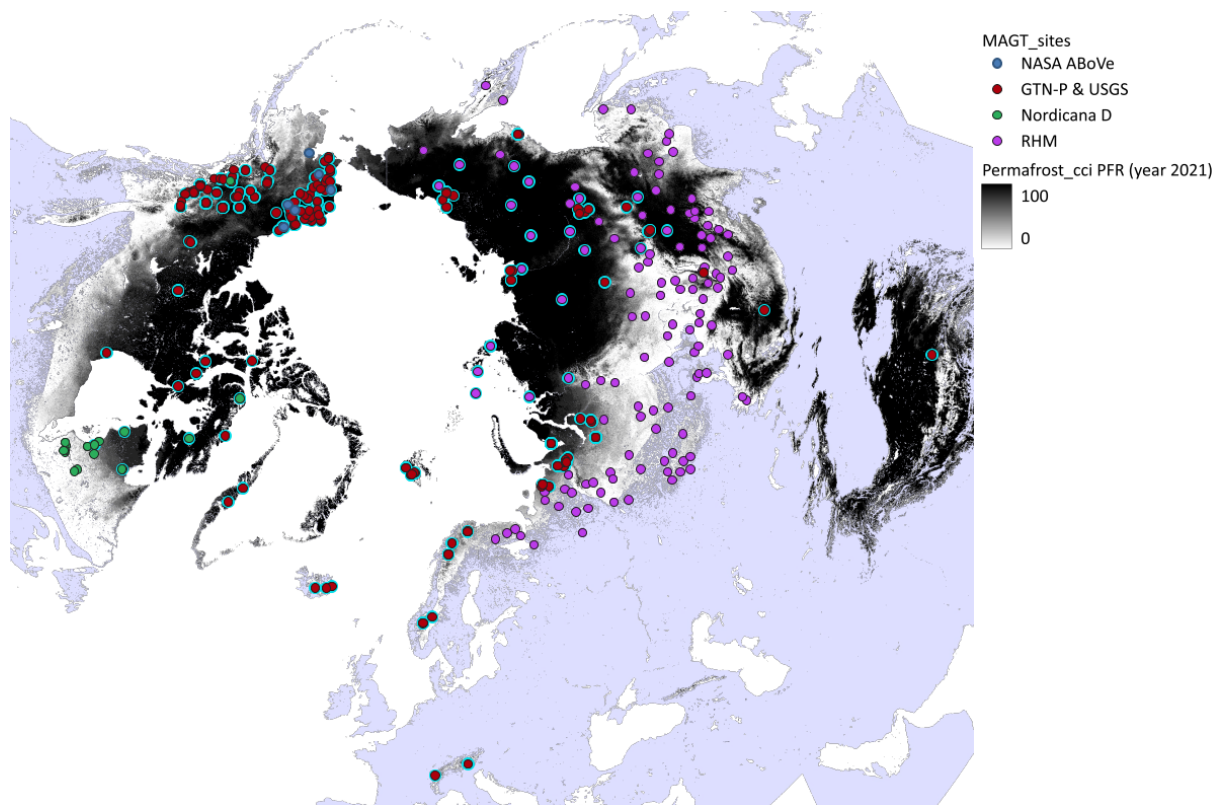 MAGT_sites
NASA ABoVe
GTN-P & USGS
Nordicana D
RHM
Permafrost_cci PFR (year 2021)
100
0